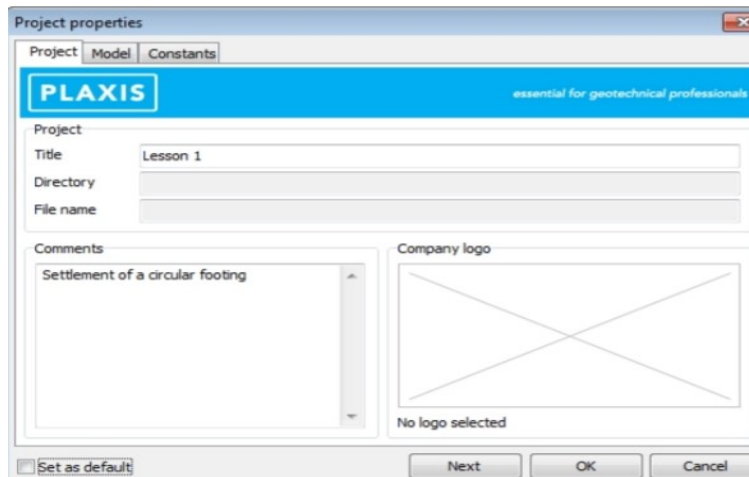 Project properties
Project Model Constants
PLAXIS essential for geotechnical professionals
Project
Title Lesson 1
Directory
File name
Comments
Settlement of a circular footing
Company logo
No logo selected
Set as default Next OK Cancel